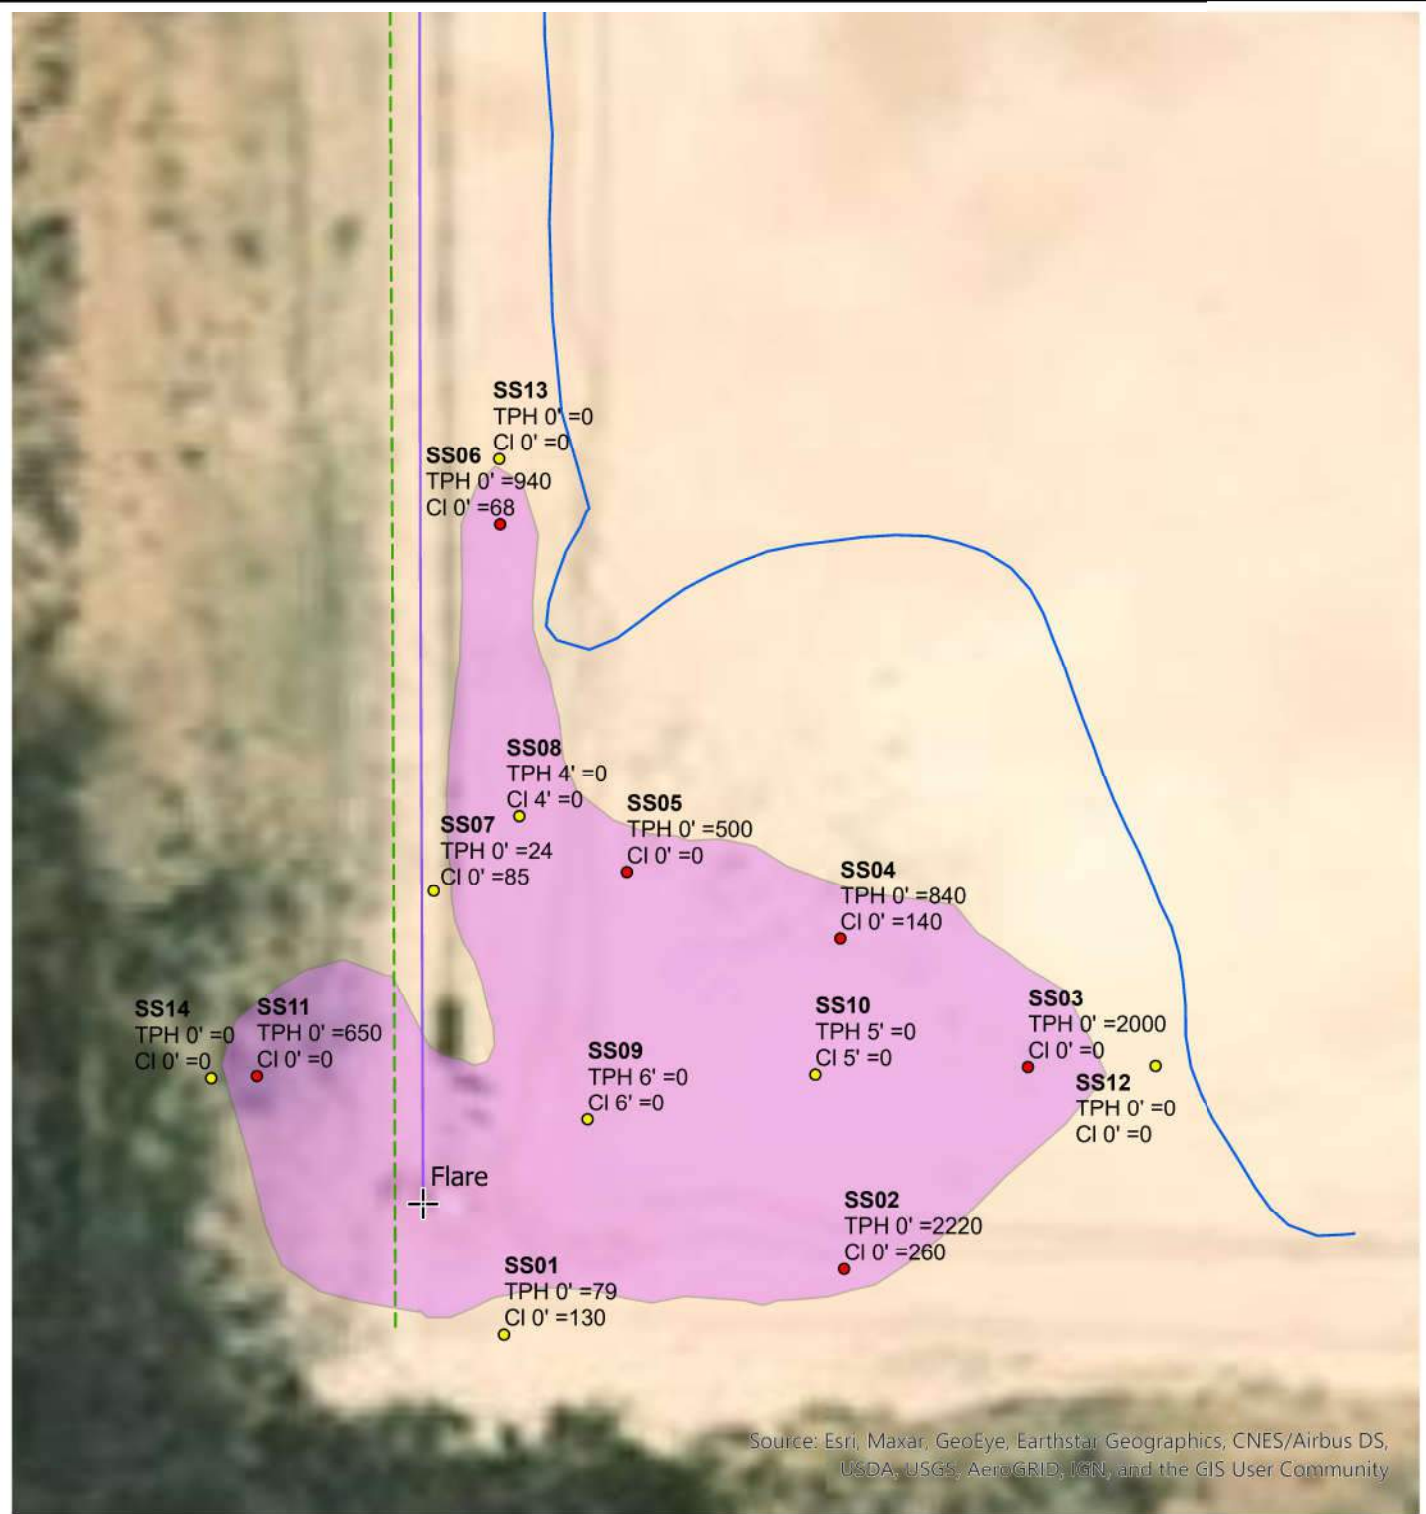 SS13
TPH 0' =0
Cl 0' =0
SS06
TPH 0' =940
Cl 0' =68
SS08
TPH 4' =0
Cl 4' =0
SS05
TPH 0' =500
Cl 0' =0
SS07
TPH 0' =24
Cl 0' =85
SS04
TPH 0' =840
Cl 0' =140
SS14
TPH 0' =0
Cl 0' =0
SS11
TPH 0' =650
Cl 0' =0
SS10
TPH 5' =0
Cl 5' =0
SS03
TPH 0' =2000
Cl 0' =0
SS09
TPH 6' =0
Cl 6' =0
SS12
TPH 0' =0
Cl 0' =0
Flare
SS02
TPH 0' =2220
Cl 0' =260
SS01
TPH 0' =79
Cl 0' =130
Source: Esri, Maxar, GeoEye, Earthstar Geographics, CNES/Airbus DS,
USDA, USGS, AeroGRID, IGN, and the GIS User Community